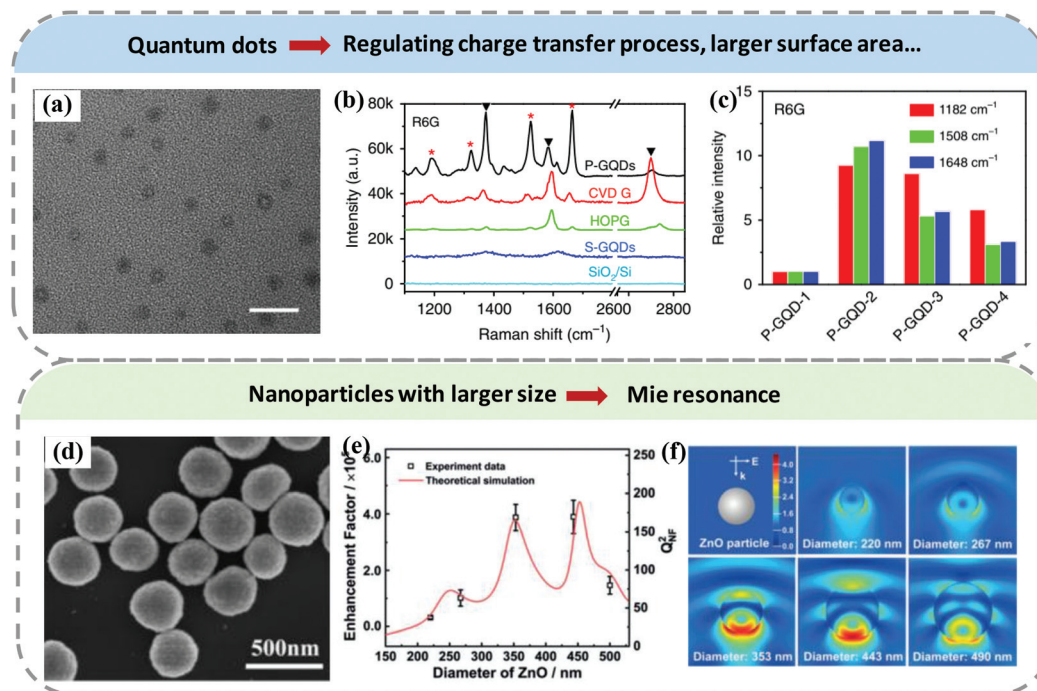 Quantum dots Regulating charge transfer process, larger surface area…
(a)
(b)
80k
60k
40k
20k
0
Intensity (a.u.)
R6G
*
*
*
*
P-GQDs
CVD G
HOPG
S-GQDs
SiO₂/Si
1200
1400
1600
2600
2800
Raman shift (cm⁻¹)
(c)
15
10
5
0
Relative intensity
R6G
1182 cm⁻¹
1508 cm⁻¹
1648 cm⁻¹
P-GQD-1
P-GQD-2
P-GQD-3
P-GQD-4
Nanoparticles with larger size Mie resonance
(d)
500nm
(e)
6.0
4.0
2.0
0.0
Enhancement Factor / ×10⁵
Experiment data
Theoretical simulation
250
200
150
100
50
0
Q²NF
150
200
250
300
350
400
450
500
Diameter of ZnO / nm
(f)
E
k
4.0
3.6
2.6
1.8
0.8
0.0
ZnO particle
Diameter: 220 nm
Diameter: 267 nm
Diameter: 353 nm
Diameter: 443 nm
Diameter: 490 nm